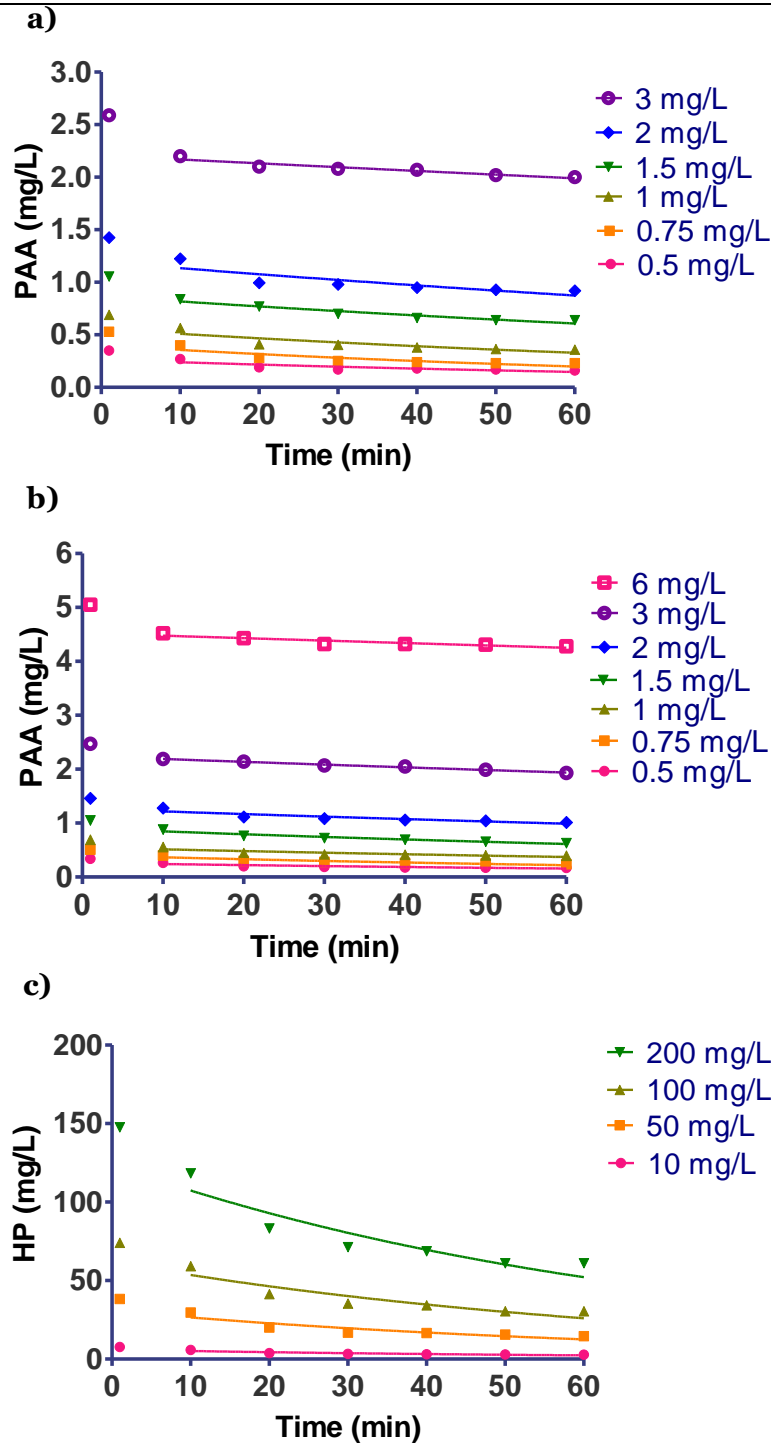 a)
3.0
2.5
2.0
1.5
1.0
0.5
0.0
PAA (mg/L)
0 10 20 30 40 50 60
Time (min)
3 mg/L
2 mg/L
1.5 mg/L
1 mg/L
0.75 mg/L
0.5 mg/L
b)
6
5
4
3
2
1
0
PAA (mg/L)
0 10 20 30 40 50 60
Time (min)
6 mg/L
3 mg/L
2 mg/L
1.5 mg/L
1 mg/L
0.75 mg/L
0.5 mg/L
c)
200
150
100
50
0
HP (mg/L)
0 10 20 30 40 50 60
Time (min)
200 mg/L
100 mg/L
50 mg/L
10 mg/L